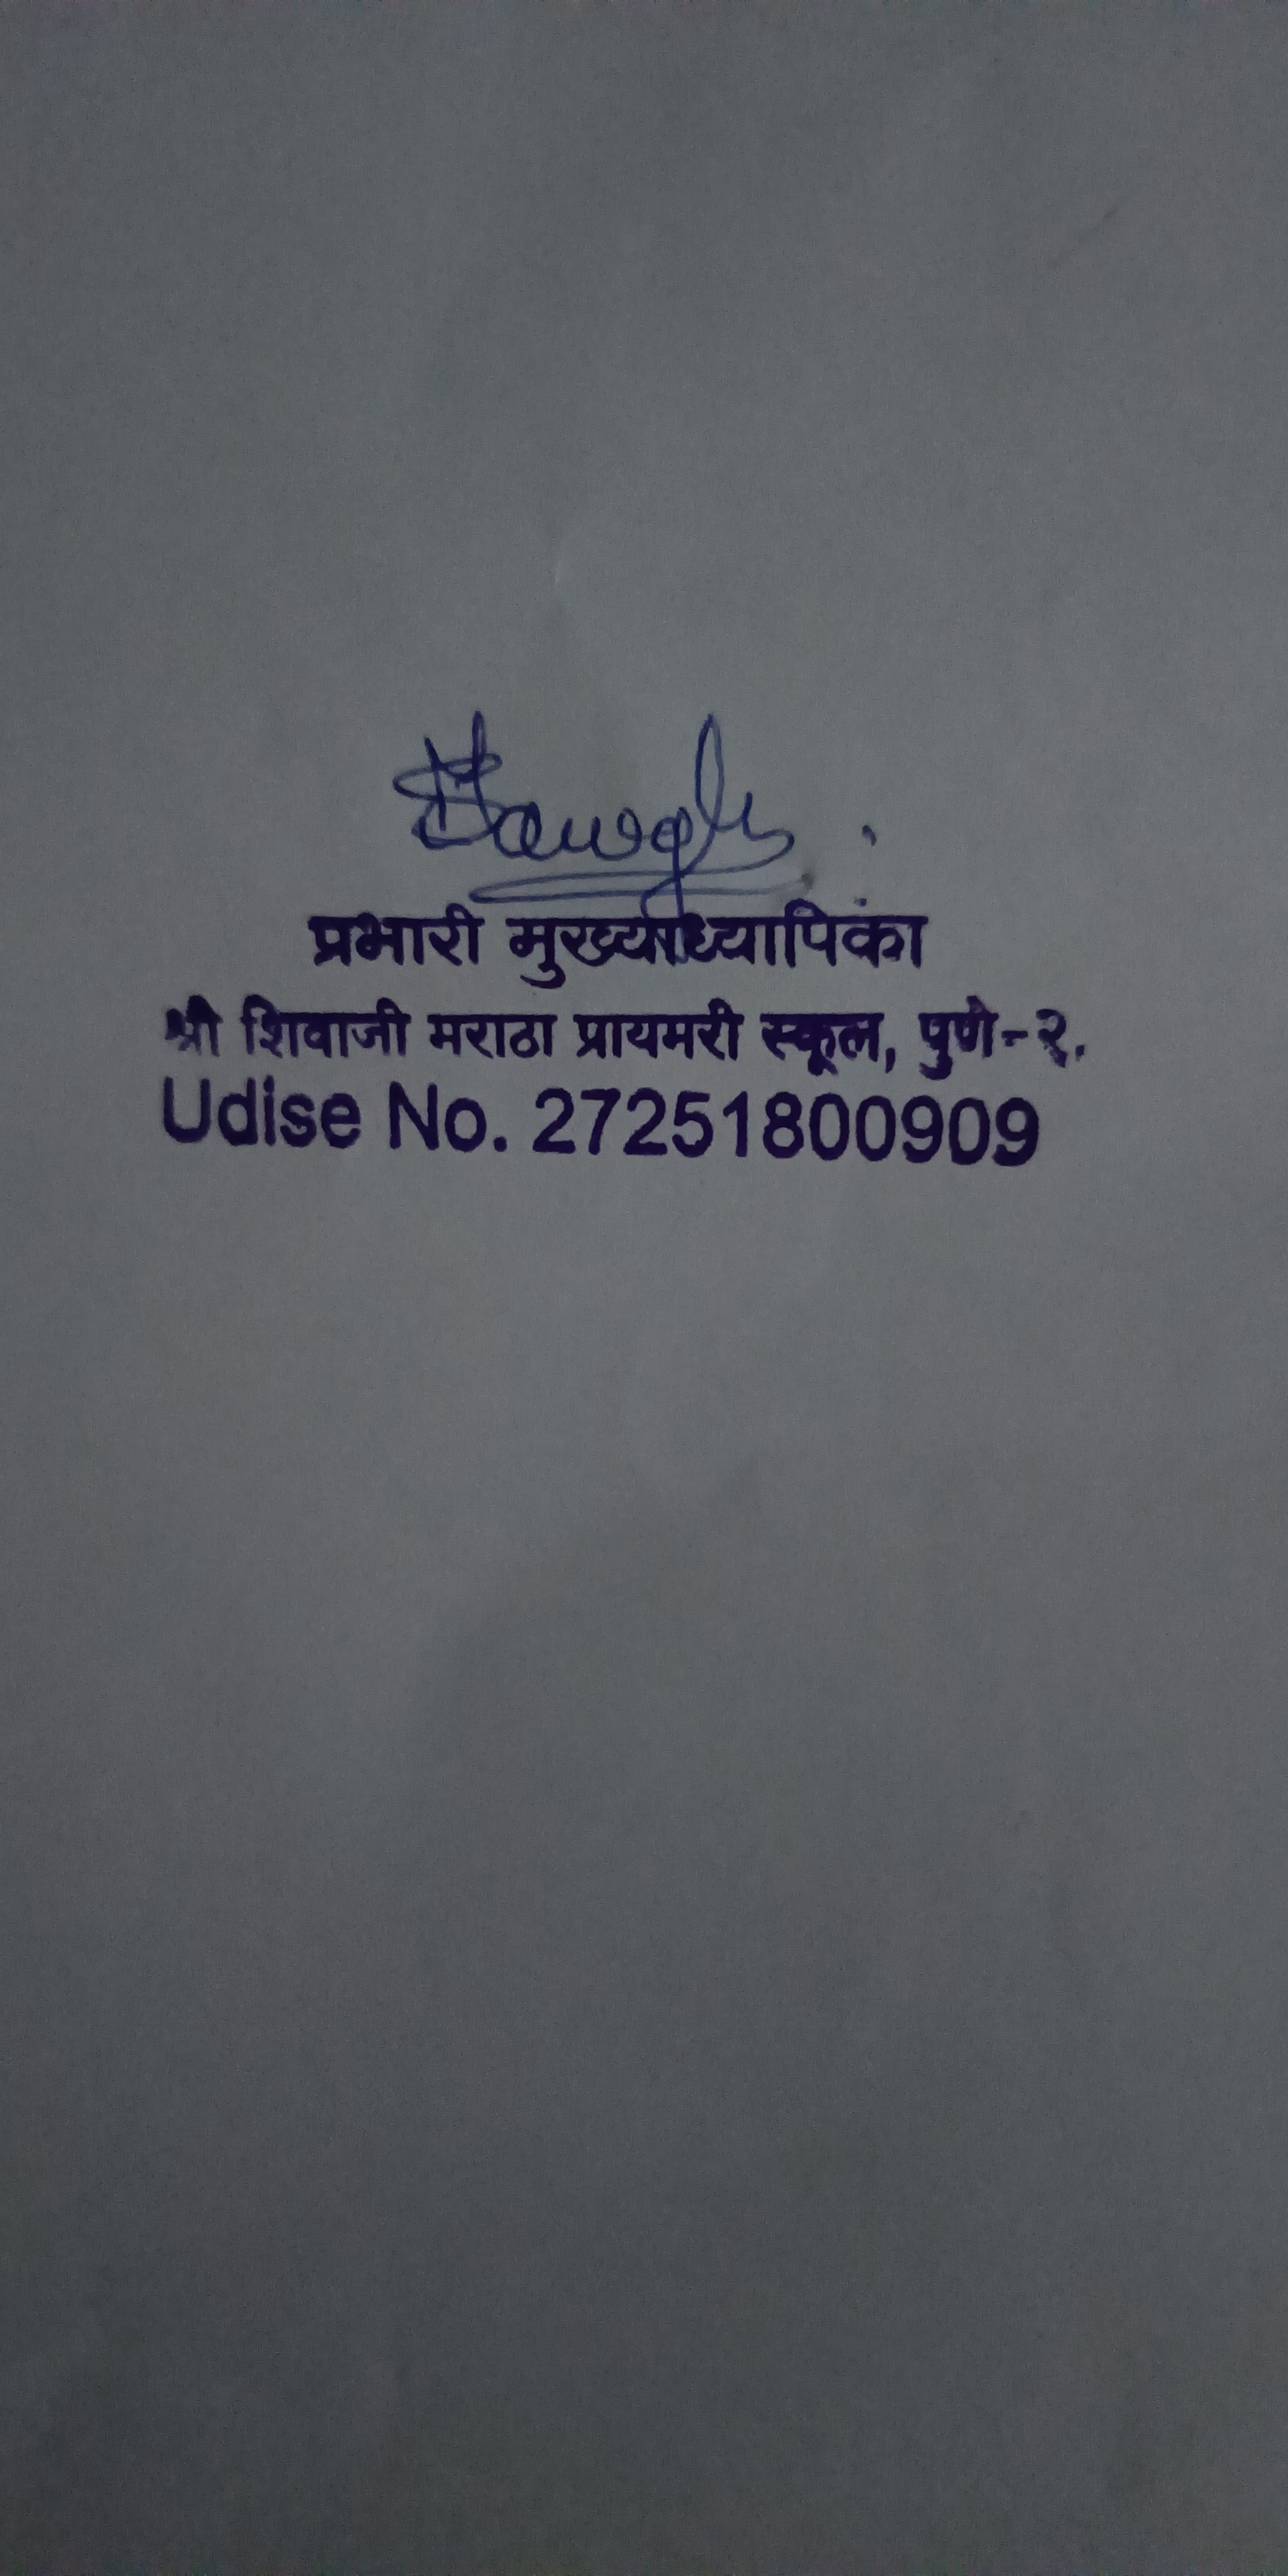 प्रभारी मुख्याध्यापिका
श्री शिवाजी मराठा प्रायमरी स्कूल, पुणे-२.
Udise No. 27251800909